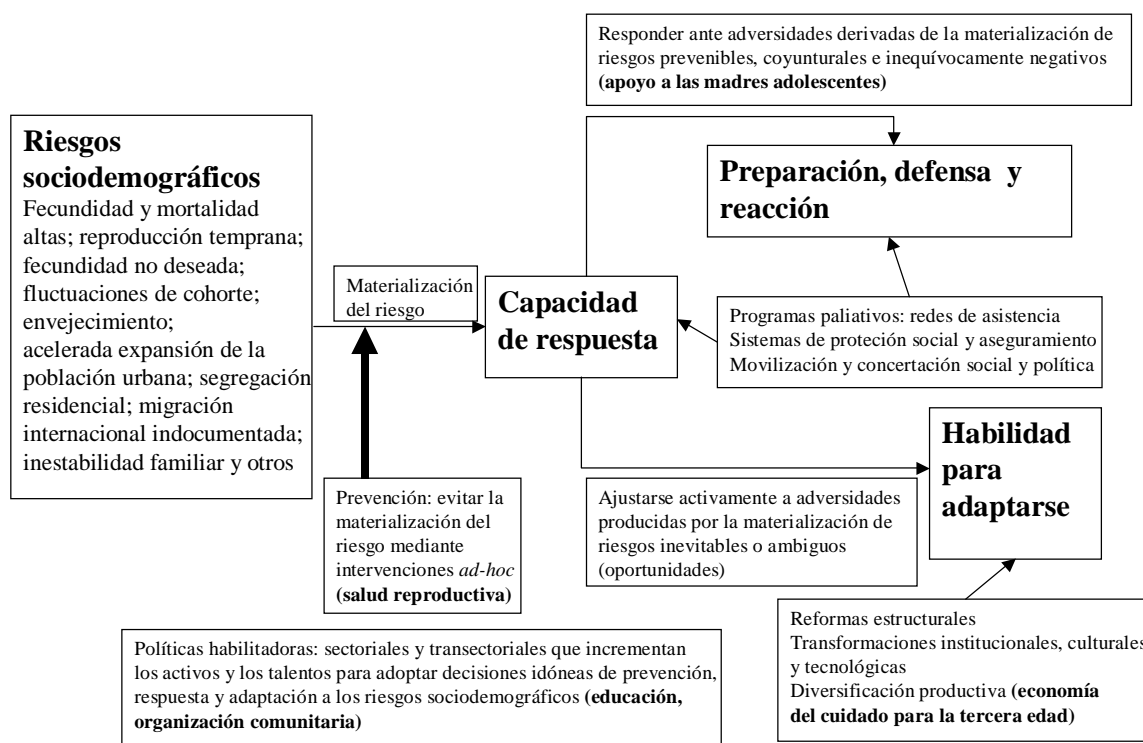 Responder ante adversidades derivadas de la materialización de
riesgos prevenibles, coyunturales e inequívocamente negativos
(apoyo a las madres adolescentes)
Riesgos
sociodemográficos
Fecundidad y mortalidad
altas; reproducción temprana;
fecundidad no deseada;
fluctuaciones de cohorte;
envejecimiento;
acelerada expansión de la
población urbana; segregación
residencial; migración
internacional indocumentada;
inestabilidad familiar y otros
Preparación, defensa y
reacción
Materialización
del riesgo
Capacidad
de respuesta
Programas paliativos: redes de asistencia
Sistemas de proteción social y aseguramiento
Movilización y concertación social y política
Habilidad
para
adaptarse
Prevención: evitar la
materialización del
riesgo mediante
intervenciones ad-hoc
(salud reproductiva)
Ajustarse activamente a adversidades
producidas por la materialización de
riesgos inevitables o ambiguos
(oportunidades)
Políticas habilitadoras: sectoriales y transectoriales que incrementan
los activos y los talentos para adoptar decisiones idóneas de prevención,
respuesta y adaptación a los riesgos sociodemográficos (educación,
organización comunitaria)
Reformas estructurales
Transformaciones institucionales, culturales
y tecnológicas
Diversificación productiva (economía
del cuidado para la tercera edad)